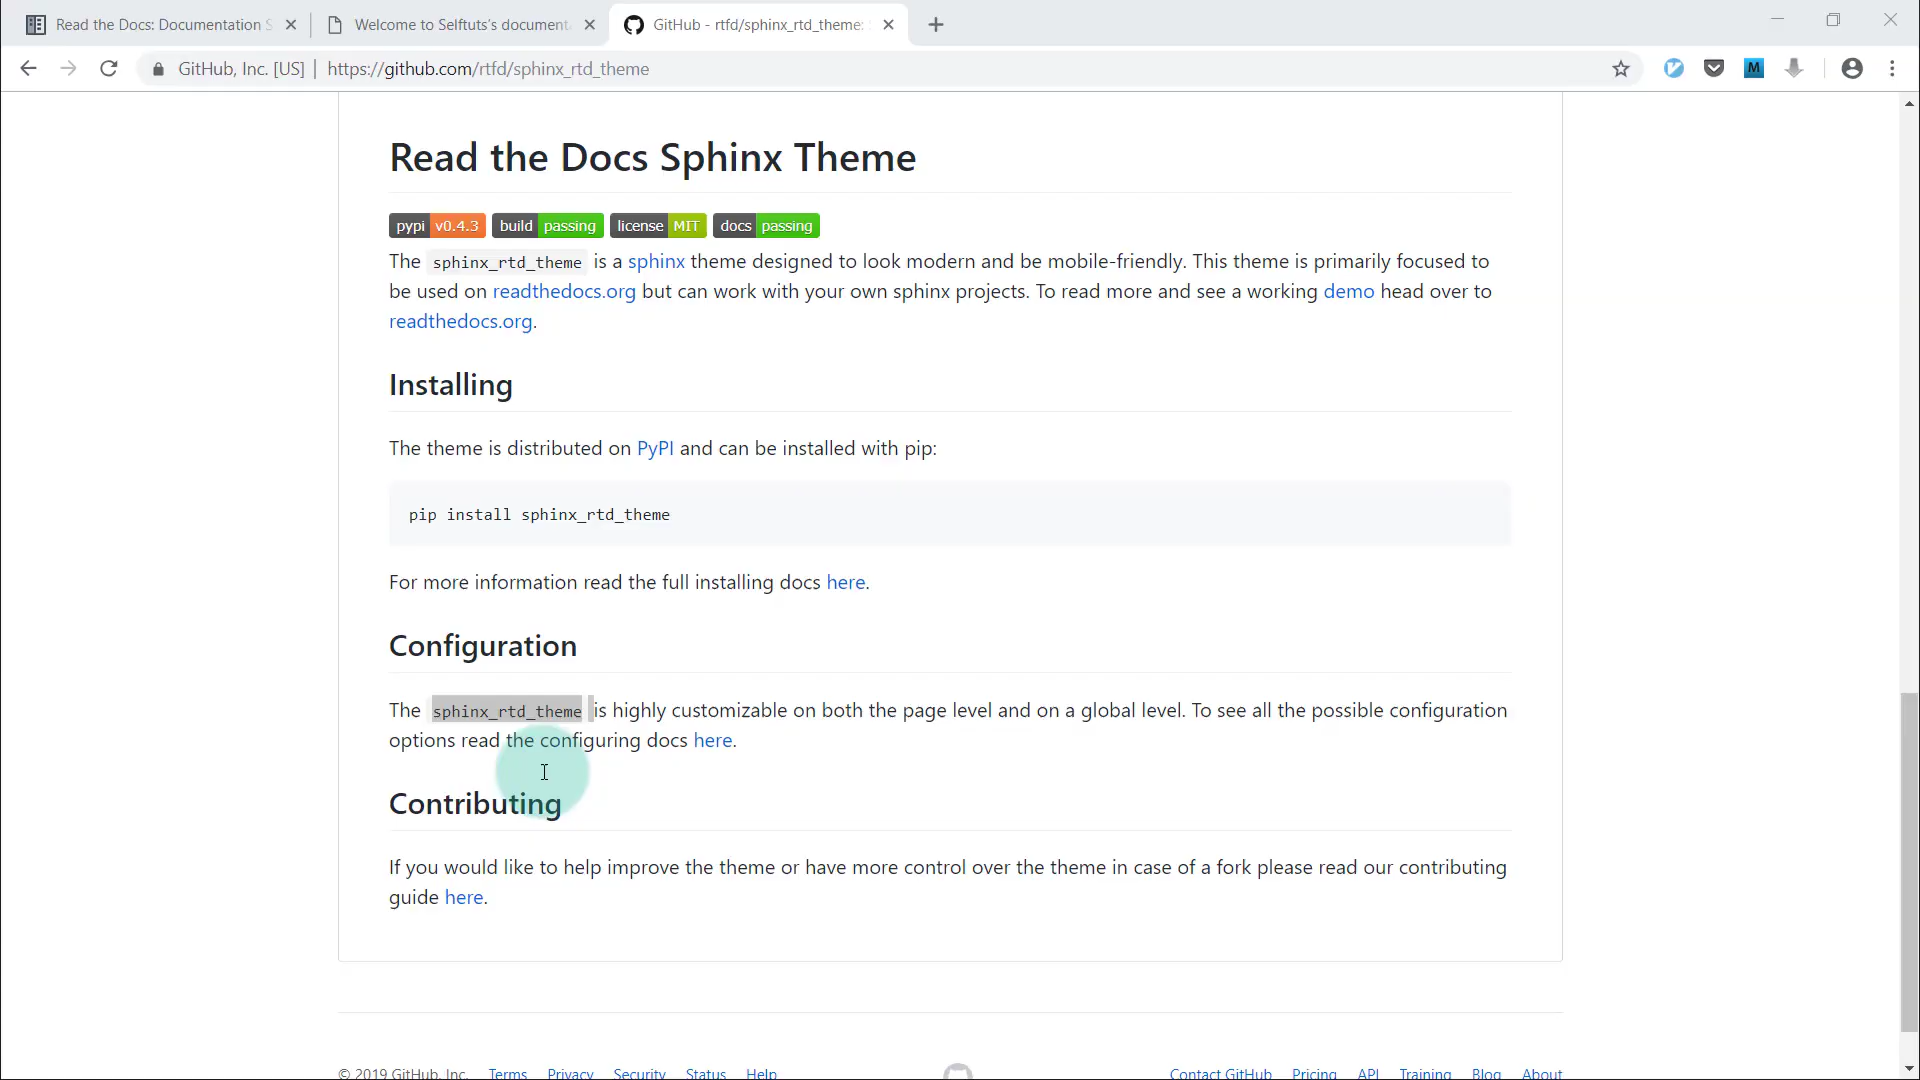 Read the Docs: Documentation S
Welcome to Selftuts's document
GitHub - rtfd/sphinx_rtd_theme: S
GitHub, Inc. [US] | https://github.com/rtfd/sphinx_rtd_theme
M
Read the Docs Sphinx Theme
pypi v0.4.3 build passing license MIT docs passing
The sphinx_rtd_theme is a sphinx theme designed to look modern and be mobile-friendly. This theme is primarily focused to
be used on readthedocs.org but can work with your own sphinx projects. To read more and see a working demo head over to
readthedocs.org.
Installing
The theme is distributed on PyPI and can be installed with pip:
pip install sphinx_rtd_theme
For more information read the full installing docs here.
Configuration
The sphinx_rtd_theme is highly customizable on both the page level and on a global level. To see all the possible configuration
options read the configuring docs here.
Contributing
If you would like to help improve the theme or have more control over the theme in case of a fork please read our contributing
guide here.
© 2019 GitHub, Inc. Terms Privacy Security Status Help Contact GitHub Pricing API Training Blog About